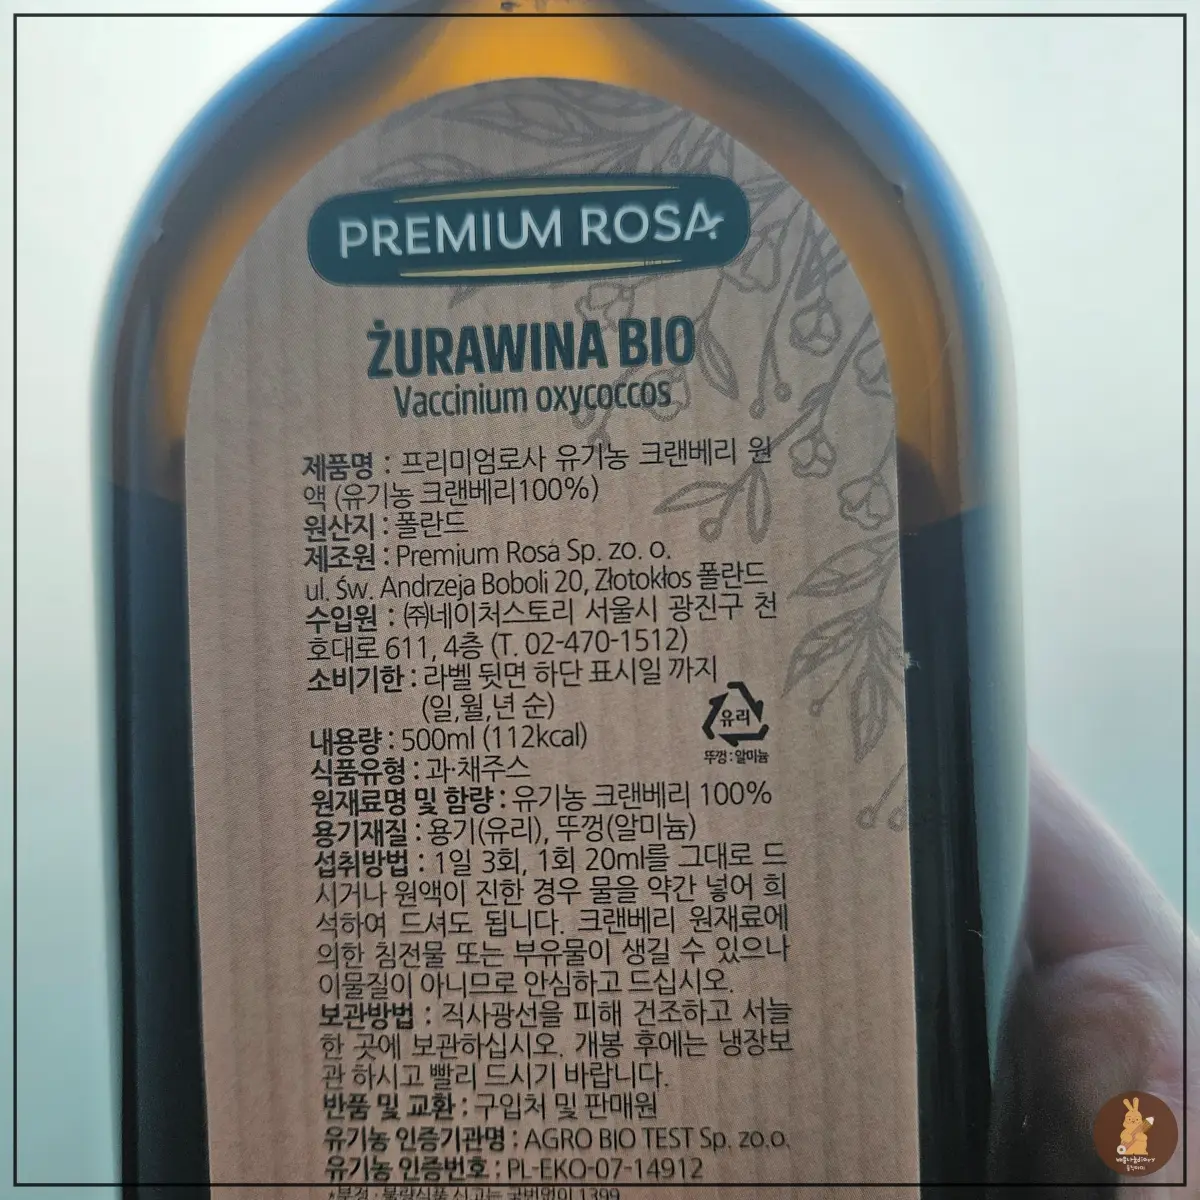 PREMIUM ROSA
ŻURAWINA BIO
Vaccinium oxycoccos
제품명 : 프리미엄로사 유기농 크랜베리 원
액 (유기농 크랜베리100%)
원산지 : 폴란드
제조원 : Premium Rosa Sp. zo. o.
ul. Św. Andrzeja Boboli 20, Złotokłos 폴란드
수입원 : ㈜네이처스토리 서울시 광진구 천
호대로 611, 4층 (T. 02-470-1512)
소비기한 : 라벨 뒷면 하단 표시일 까지
(일,월,년 순)
유리
내용량 : 500ml (112kcal)
뚜껑 : 알미늄
식품유형 : 과·채주스
원재료명 및 함량 : 유기농 크랜베리 100%
용기재질 : 용기(유리), 뚜껑(알미늄)
섭취방법 : 1일 3회, 1회 20ml를 그대로 드
시거나 원액이 진한 경우 물을 약간 넣어 희
석하여 드셔도 됩니다. 크랜베리 원재료에
의한 침전물 또는 부유물이 생길 수 있으나
이물질이 아니므로 안심하고 드십시오.
보관방법 : 직사광선을 피해 건조하고 서늘
한 곳에 보관하십시오. 개봉 후에는 냉장보
관 하시고 빨리 드시기 바랍니다.
반품 및 교환 : 구입처 및 판매원
유기농 인증기관명 : AGRO BIO TEST Sp. zo.o.
유기농 인증번호 : PL-EKO-07-14912
*부정·불량식품 신고는 국번없이 1399